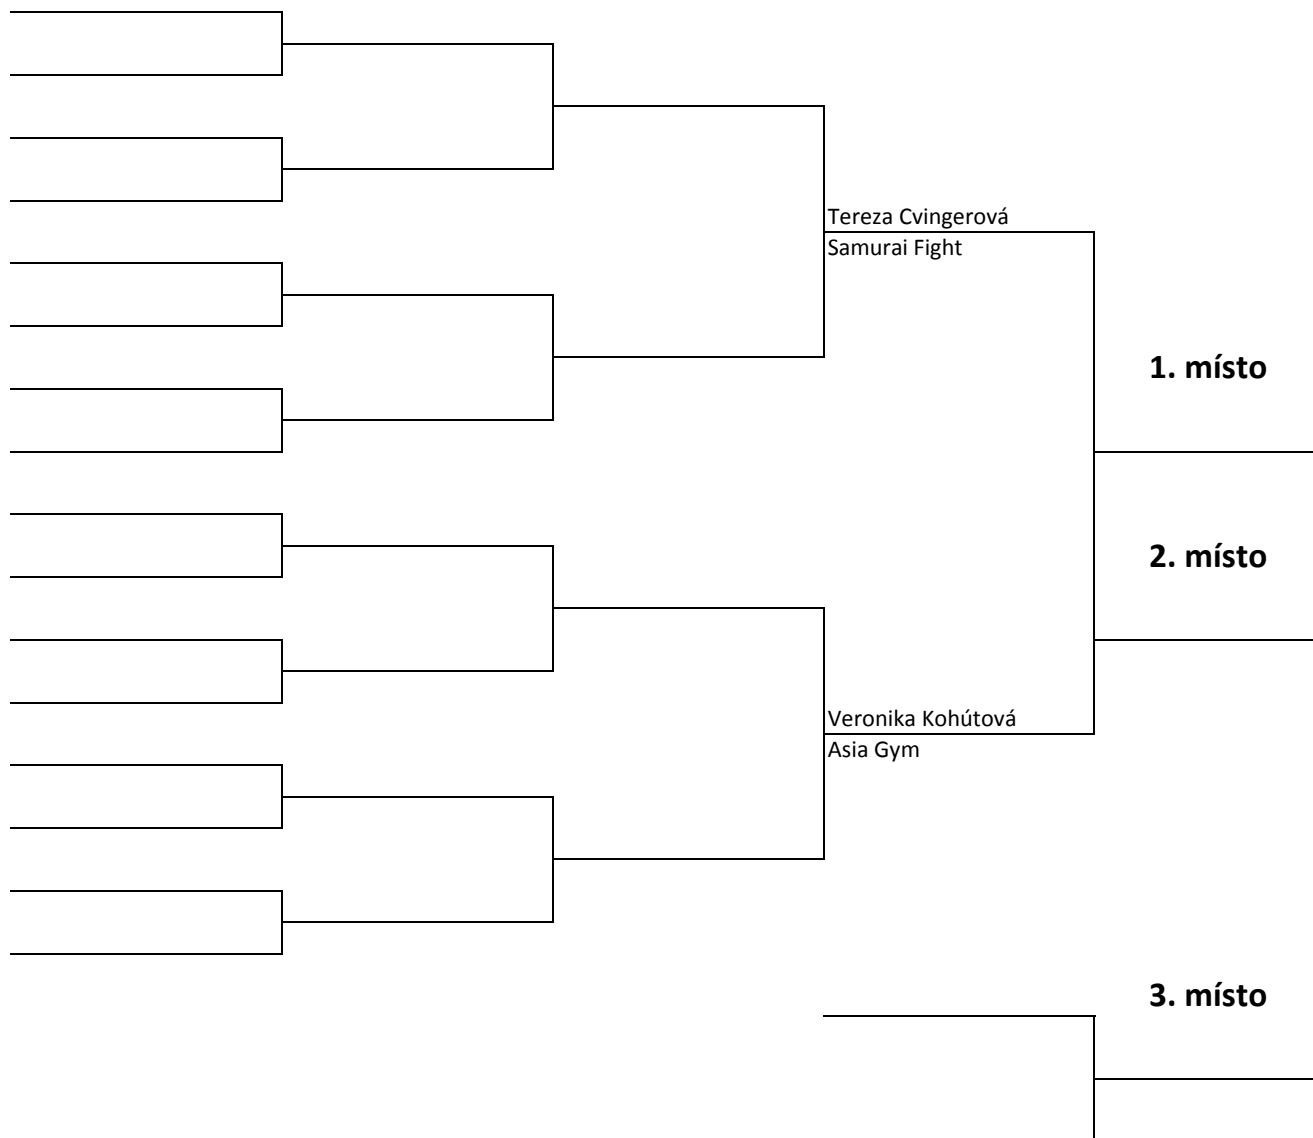 Tereza Cvingerová
Samurai Fight
1. místo
2. místo
Veronika Kohútová
Asia Gym
3. místo